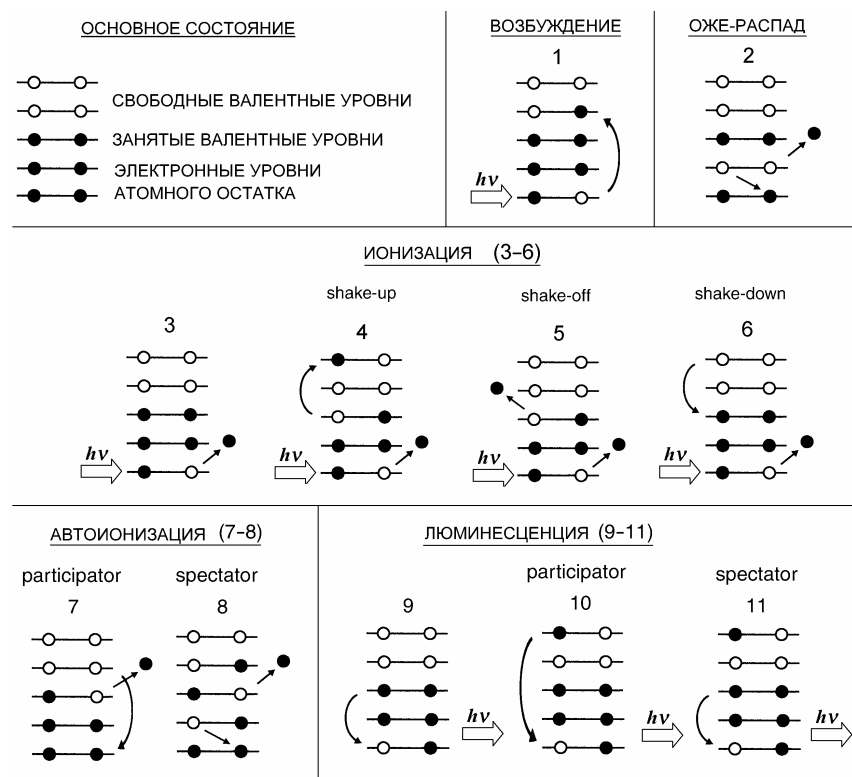 ОСНОВНОЕ СОСТОЯНИЕ
СВОБОДНЫЕ ВАЛЕНТНЫЕ УРОВНИ
ЗАНЯТЫЕ ВАЛЕНТНЫЕ УРОВНИ
ЭЛЕКТРОННЫЕ УРОВНИ
АТОМНОГО ОСТАТКА
ВОЗБУЖДЕНИЕ
1
hν
ОЖЕ-РАСПАД
2
ИОНИЗАЦИЯ (3–6)
shake-up
shake-off
shake-down
3
4
5
6
hν
hν
hν
hν
АВТОИОНИЗАЦИЯ (7–8)
participator
spectator
7
8
ЛЮМИНЕСЦЕНЦИЯ (9–11)
participator
spectator
9
10
11
hν
hν
hν